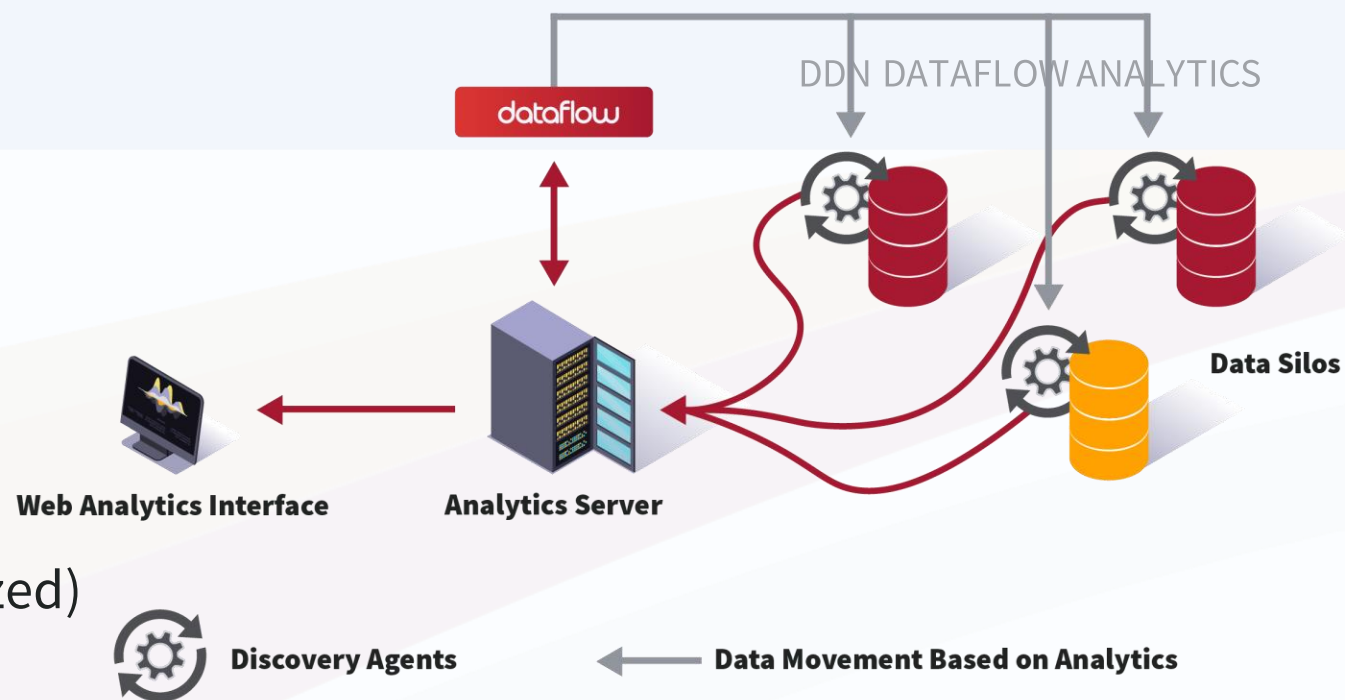 DDN DATAFLOW ANALYTICS
dataflow
Data Silos
Web Analytics Interface
Analytics Server
zed)
Discovery Agents
Data Movement Based on Analytics